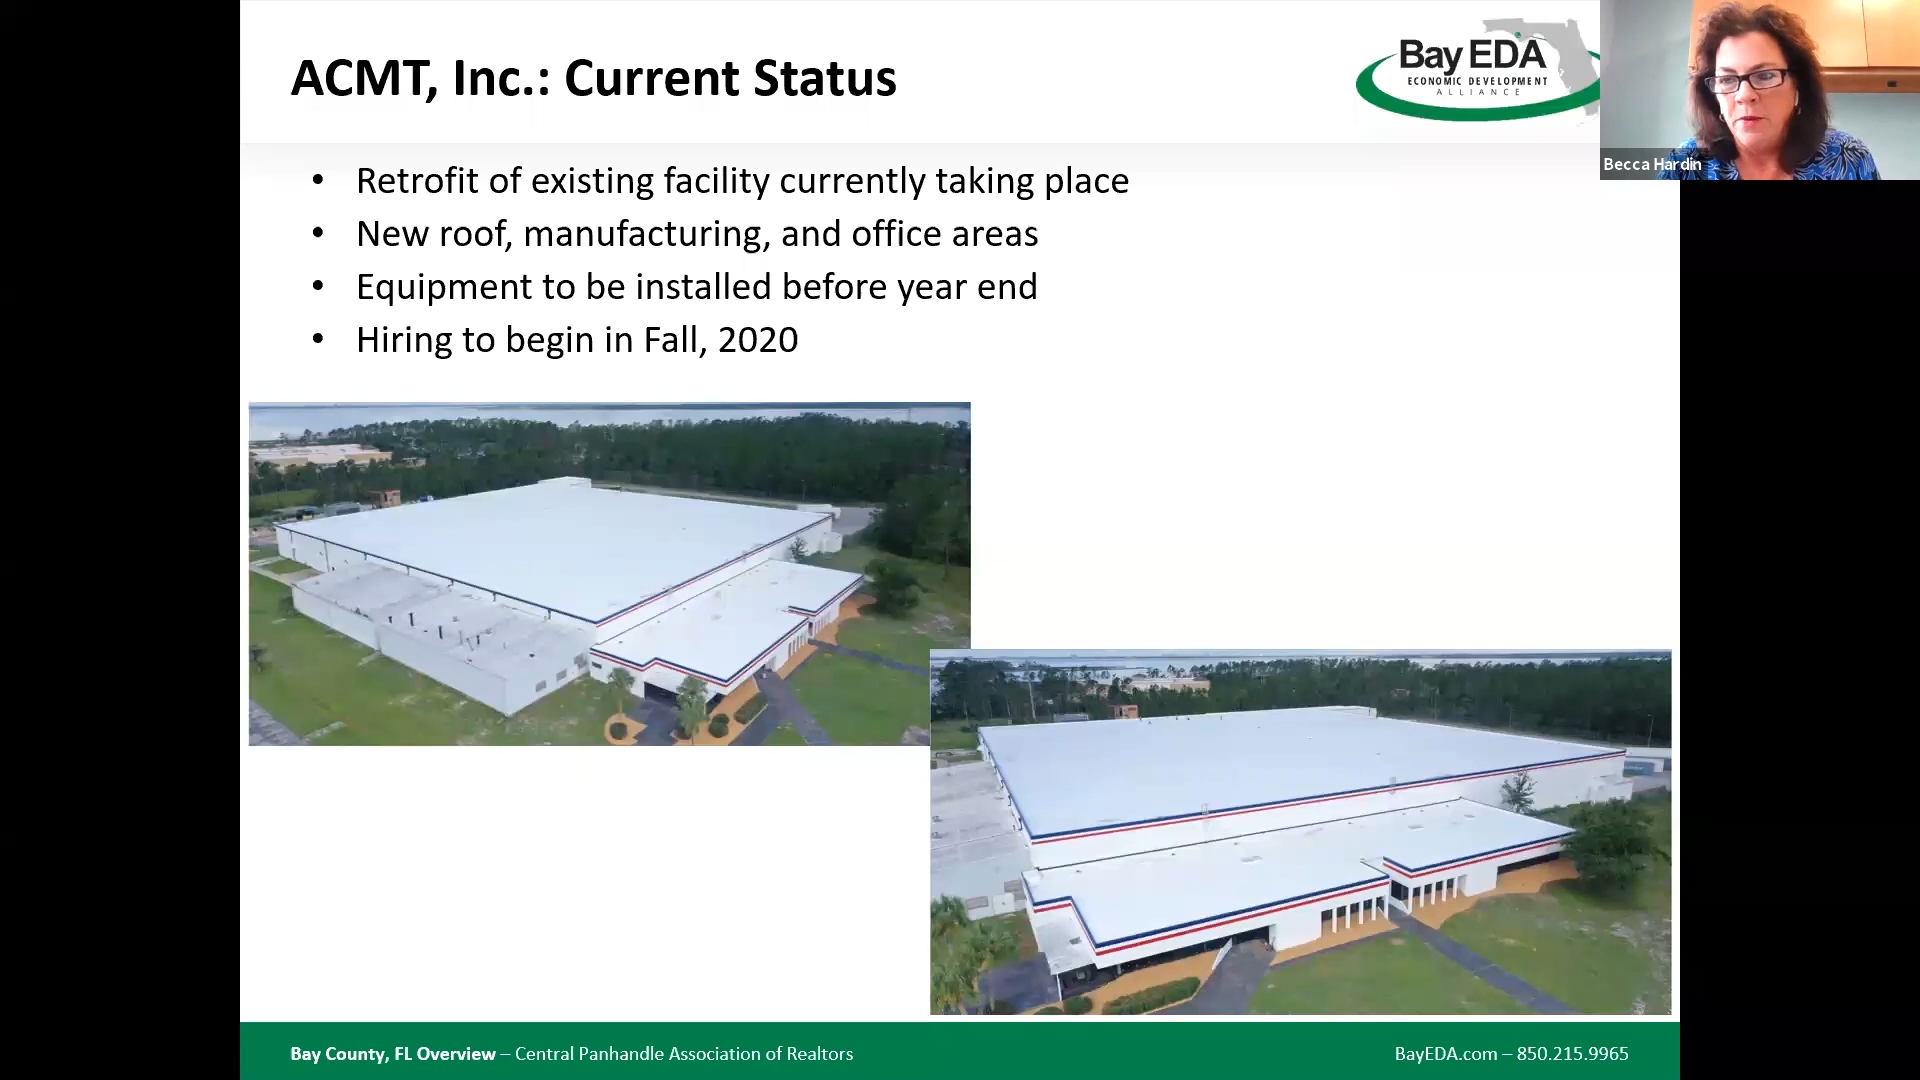 ACMT, Inc.: Current Status
Bay EDA
ECONOMIC DEVELOPMENT
ALLIANCE
Becca Hardin
• Retrofit of existing facility currently taking place
• New roof, manufacturing, and office areas
• Equipment to be installed before year end
• Hiring to begin in Fall, 2020
Bay County, FL Overview – Central Panhandle Association of Realtors
BayEDA.com – 850.215.9965